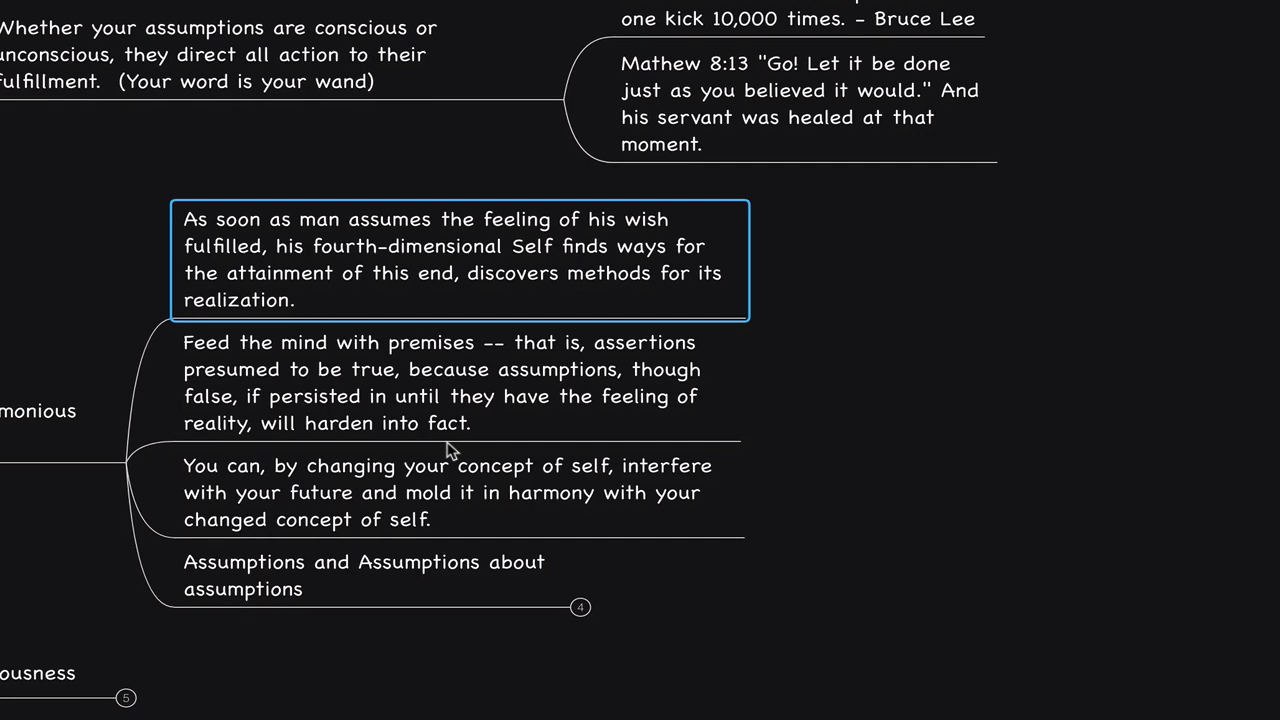 Whether your assumptions are conscious or
unconscious, they direct all action to their
fulfillment.  (Your word is your wand)
one kick 10,000 times. - Bruce Lee
Mathew 8:13 "Go! Let it be done
just as you believed it would." And
his servant was healed at that
moment.
As soon as man assumes the feeling of his wish
fulfilled, his fourth-dimensional Self finds ways for
the attainment of this end, discovers methods for its
realization.
Feed the mind with premises -- that is, assertions
presumed to be true, because assumptions, though
false, if persisted in until they have the feeling of
reality, will harden into fact.
monious
You can, by changing your concept of self, interfere
with your future and mold it in harmony with your
changed concept of self.
Assumptions and Assumptions about
assumptions
4
ousness
5